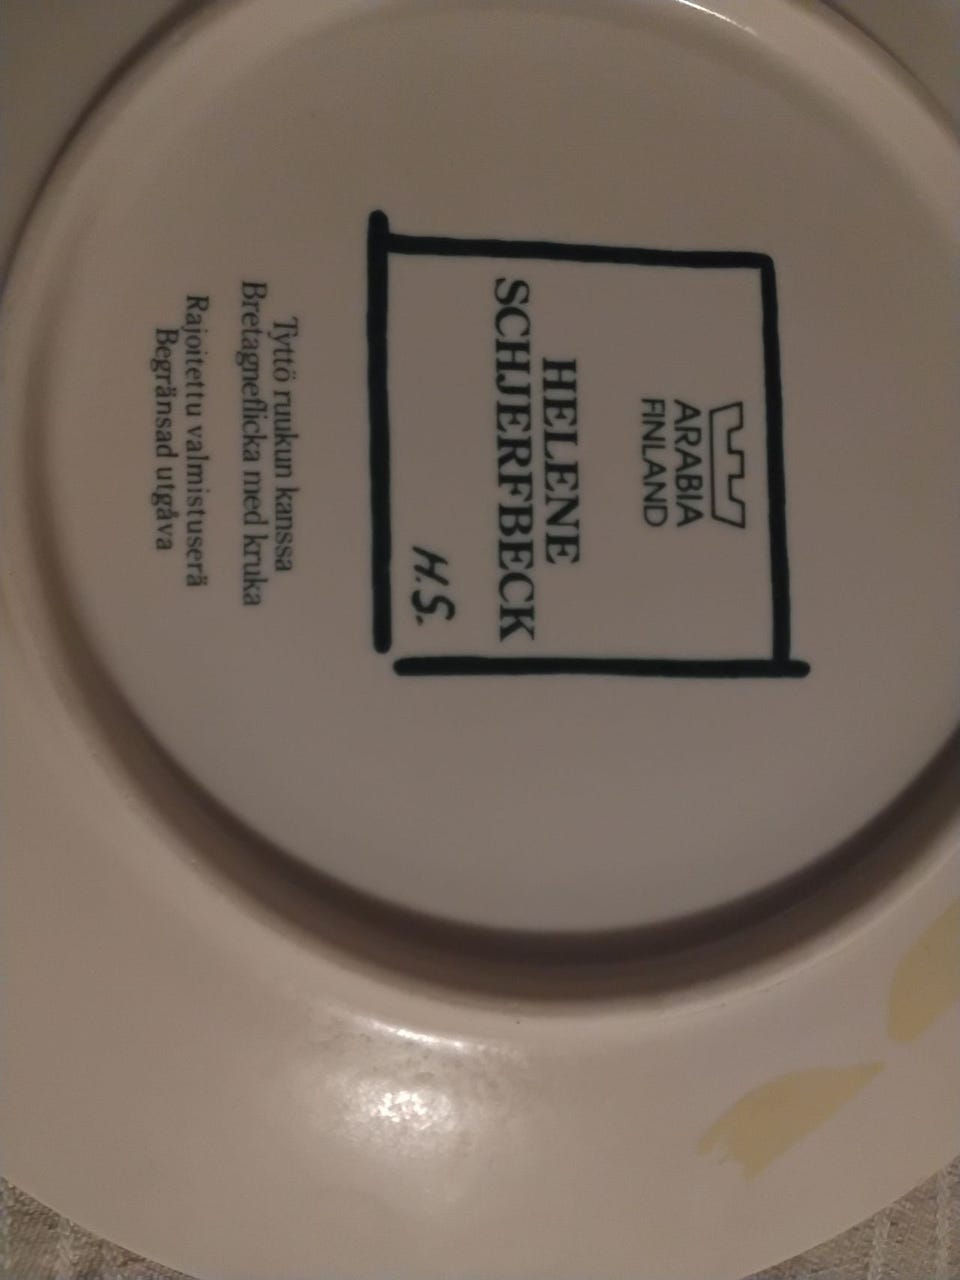 ARABIA
FINLAND
HELENE
SCHJERFBECK
H.S.
Tyttö ruukun kanssa
Bretagneflicka med kruka
Rajoitettu valmistuserä
Begränsad utgåva